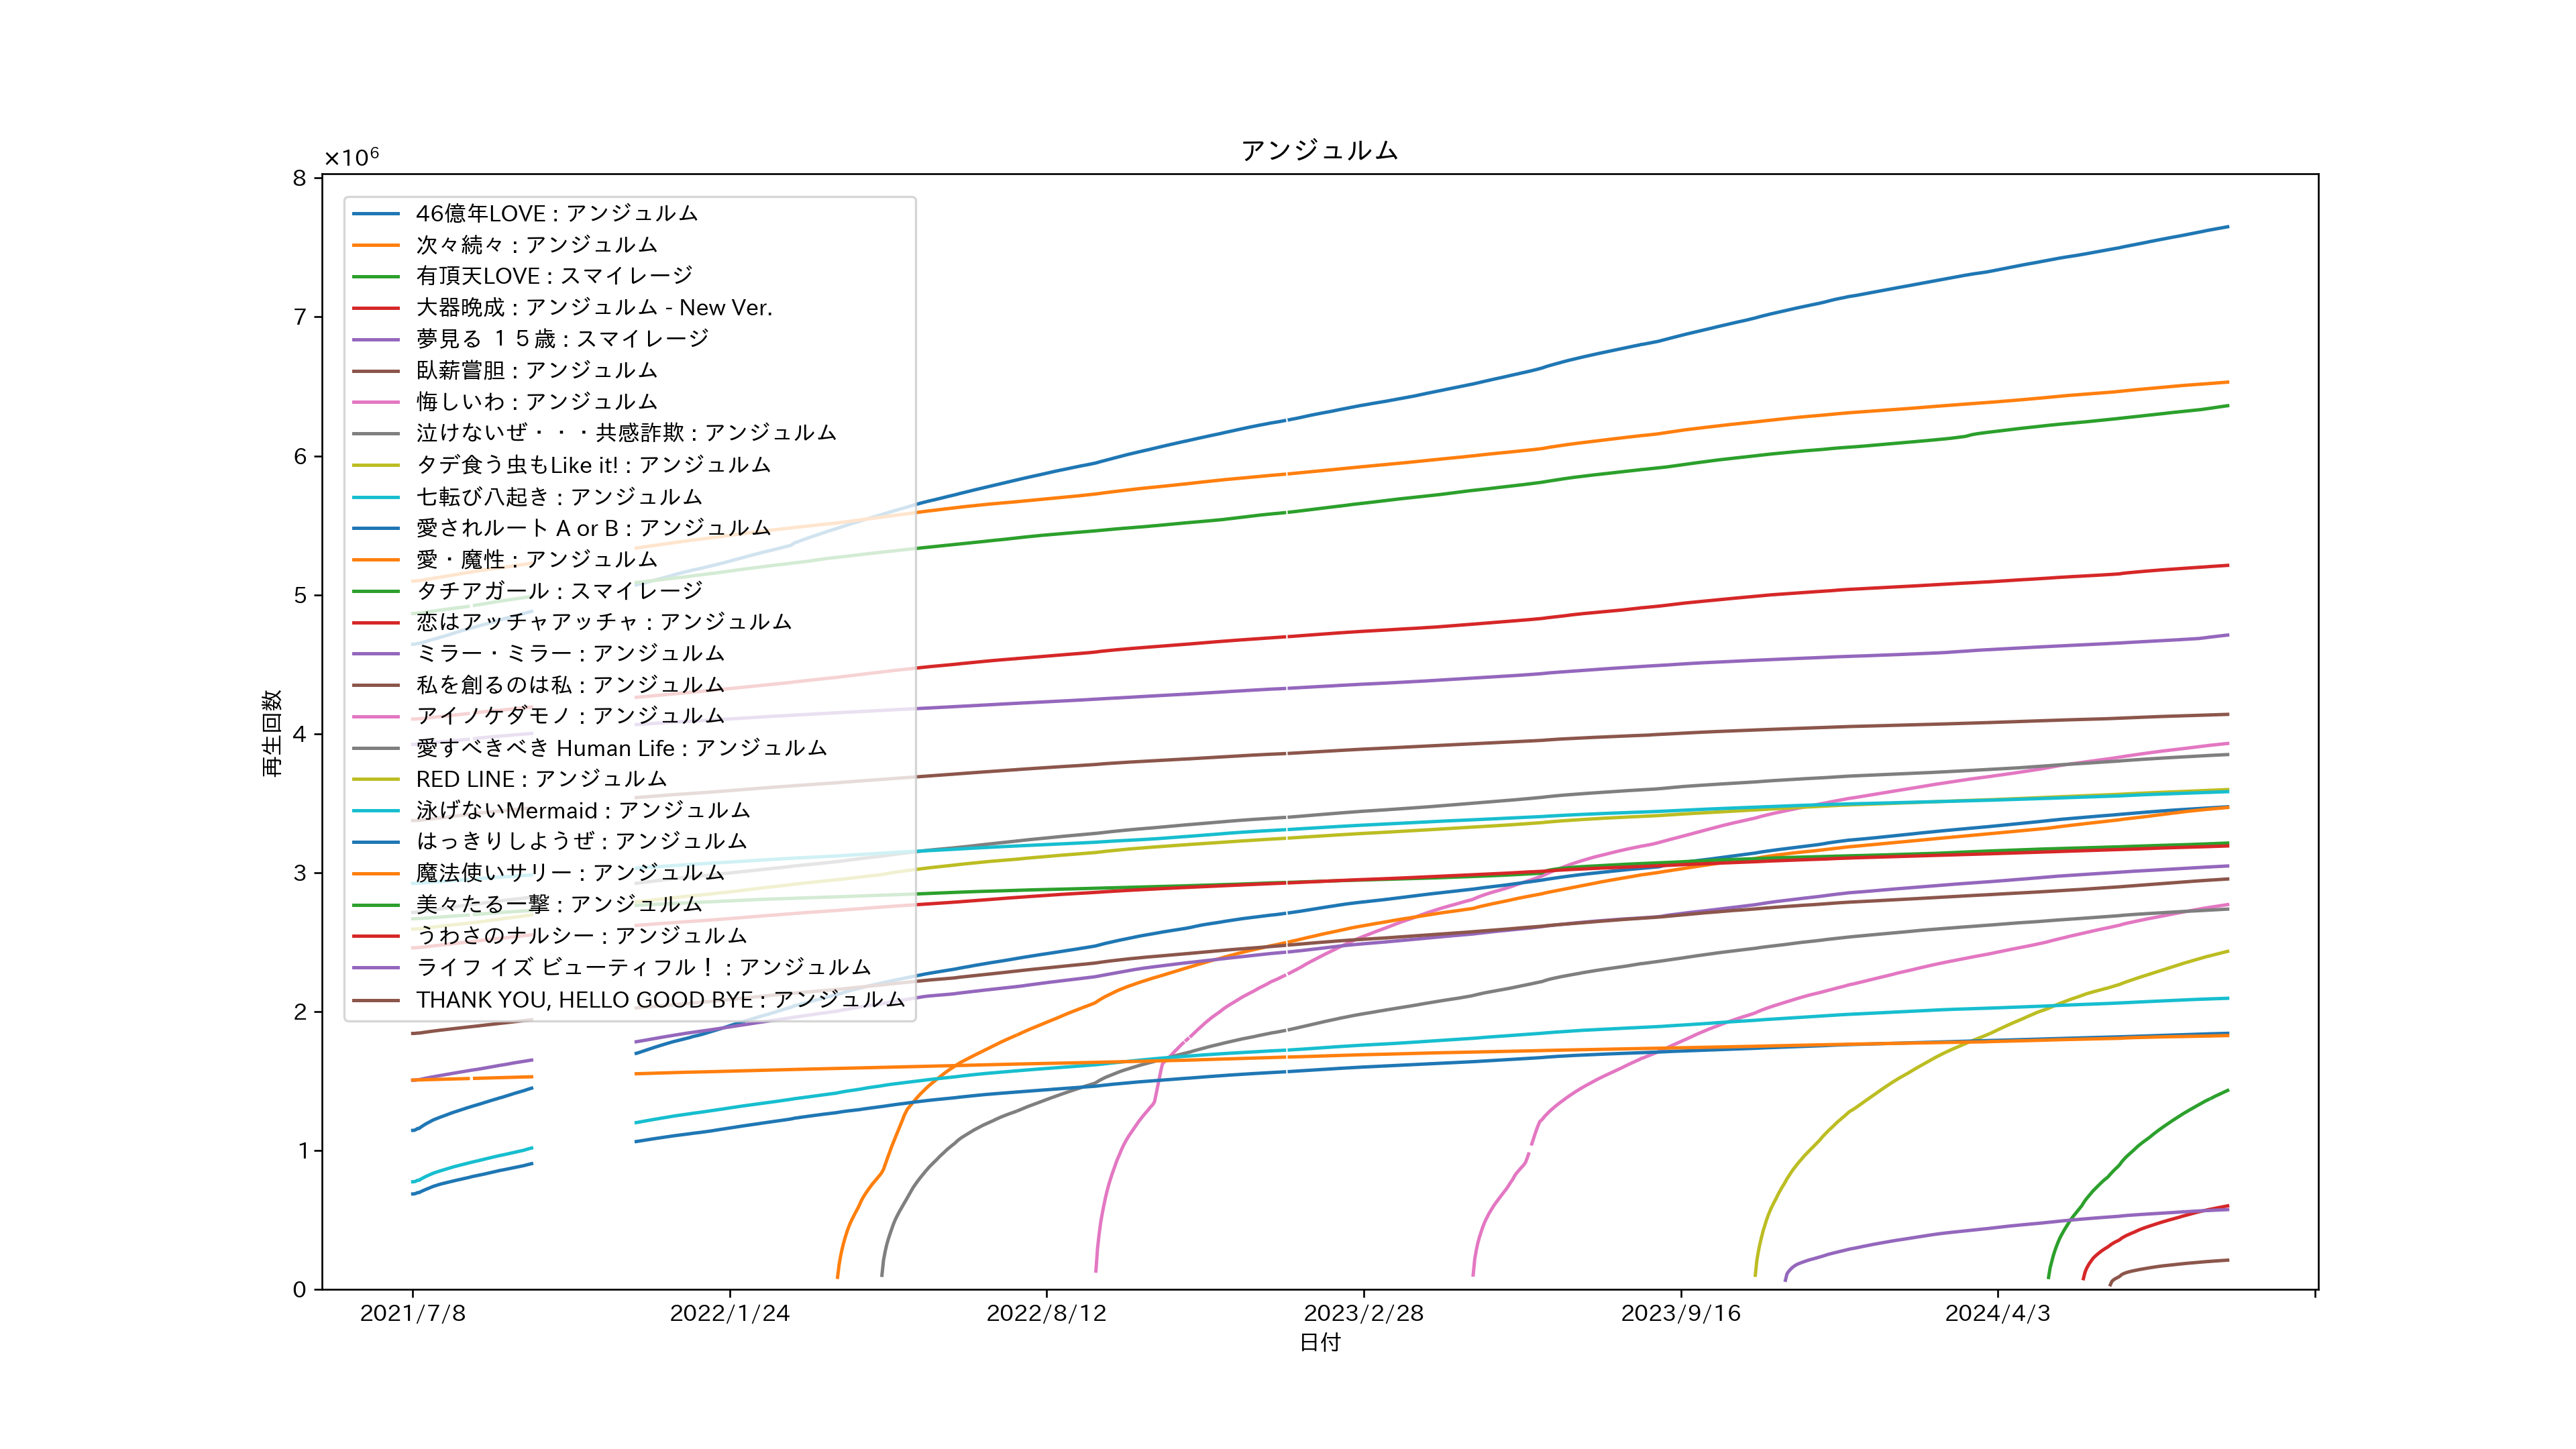 アンジュルム
×10⁶
8
7
6
5
4
3
2
1
0
再生回数
46億年LOVE : アンジュルム
次々続々 : アンジュルム
有頂天LOVE : スマイレージ
大器晩成 : アンジュルム - New Ver.
夢見る １５歳 : スマイレージ
臥薪嘗胆 : アンジュルム
悔しいわ : アンジュルム
泣けないぜ・・・共感詐欺 : アンジュルム
タデ食う虫もLike it! : アンジュルム
七転び八起き : アンジュルム
愛されルート A or B : アンジュルム
愛・魔性 : アンジュルム
タチアガール : スマイレージ
恋はアッチャアッチャ : アンジュルム
ミラー・ミラー : アンジュルム
私を創るのは私 : アンジュルム
アイノケダモノ : アンジュルム
愛すべきべき Human Life : アンジュルム
RED LINE : アンジュルム
泳げないMermaid : アンジュルム
はっきりしようぜ : アンジュルム
魔法使いサリー : アンジュルム
美々たる一撃 : アンジュルム
うわさのナルシー : アンジュルム
ライフ イズ ビューティフル！ : アンジュルム
THANK YOU, HELLO GOOD BYE : アンジュルム
2021/7/8 2022/1/24 2022/8/12 2023/2/28 2023/9/16 2024/4/3
日付